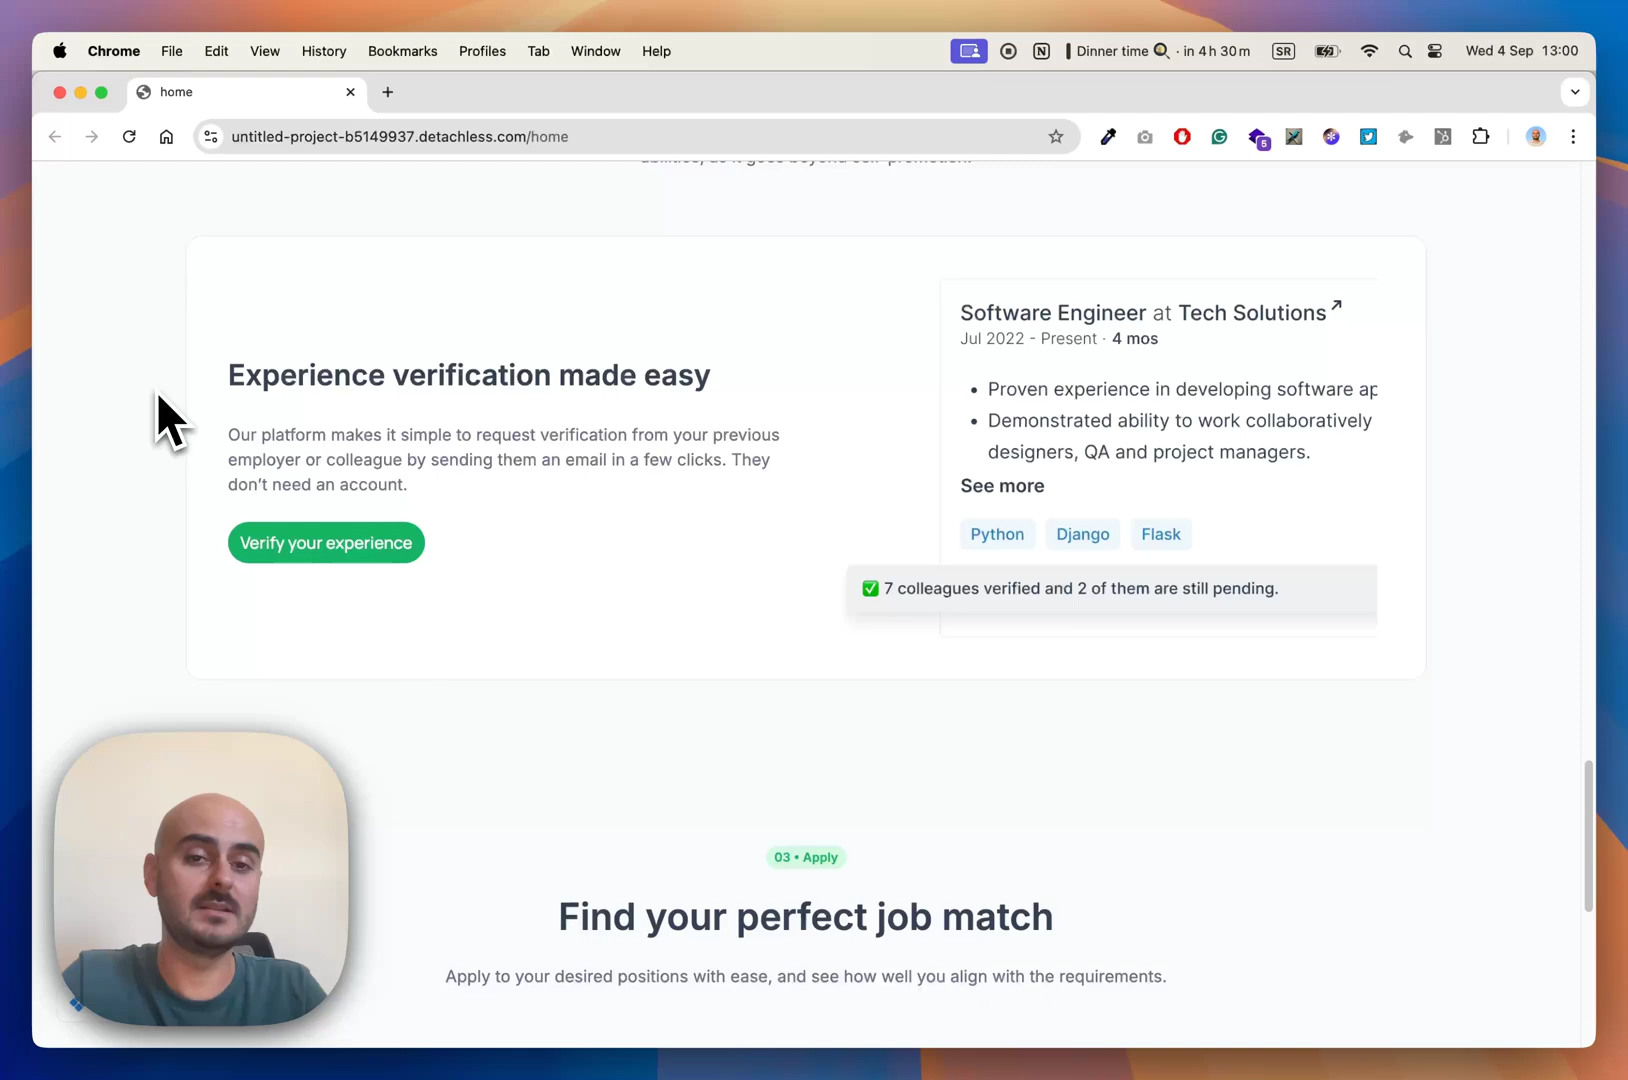 Chrome File Edit View History Bookmarks Profiles Tab Window Help Dinner time · in 4 h 30 m SR Wed 4 Sep 13:00
home
untitled-project-b5149937.detachless.com/home
5
Experience verification made easy
Our platform makes it simple to request verification from your previous
employer or colleague by sending them an email in a few clicks. They
don’t need an account.
Verify your experience
Software Engineer at Tech Solutions
Jul 2022 - Present · 4 mos
• Proven experience in developing software ap
• Demonstrated ability to work collaboratively
designers, QA and project managers.
See more
Python Django Flask
✅ 7 colleagues verified and 2 of them are still pending.
03 • Apply
Find your perfect job match
Apply to your desired positions with ease, and see how well you align with the requirements.